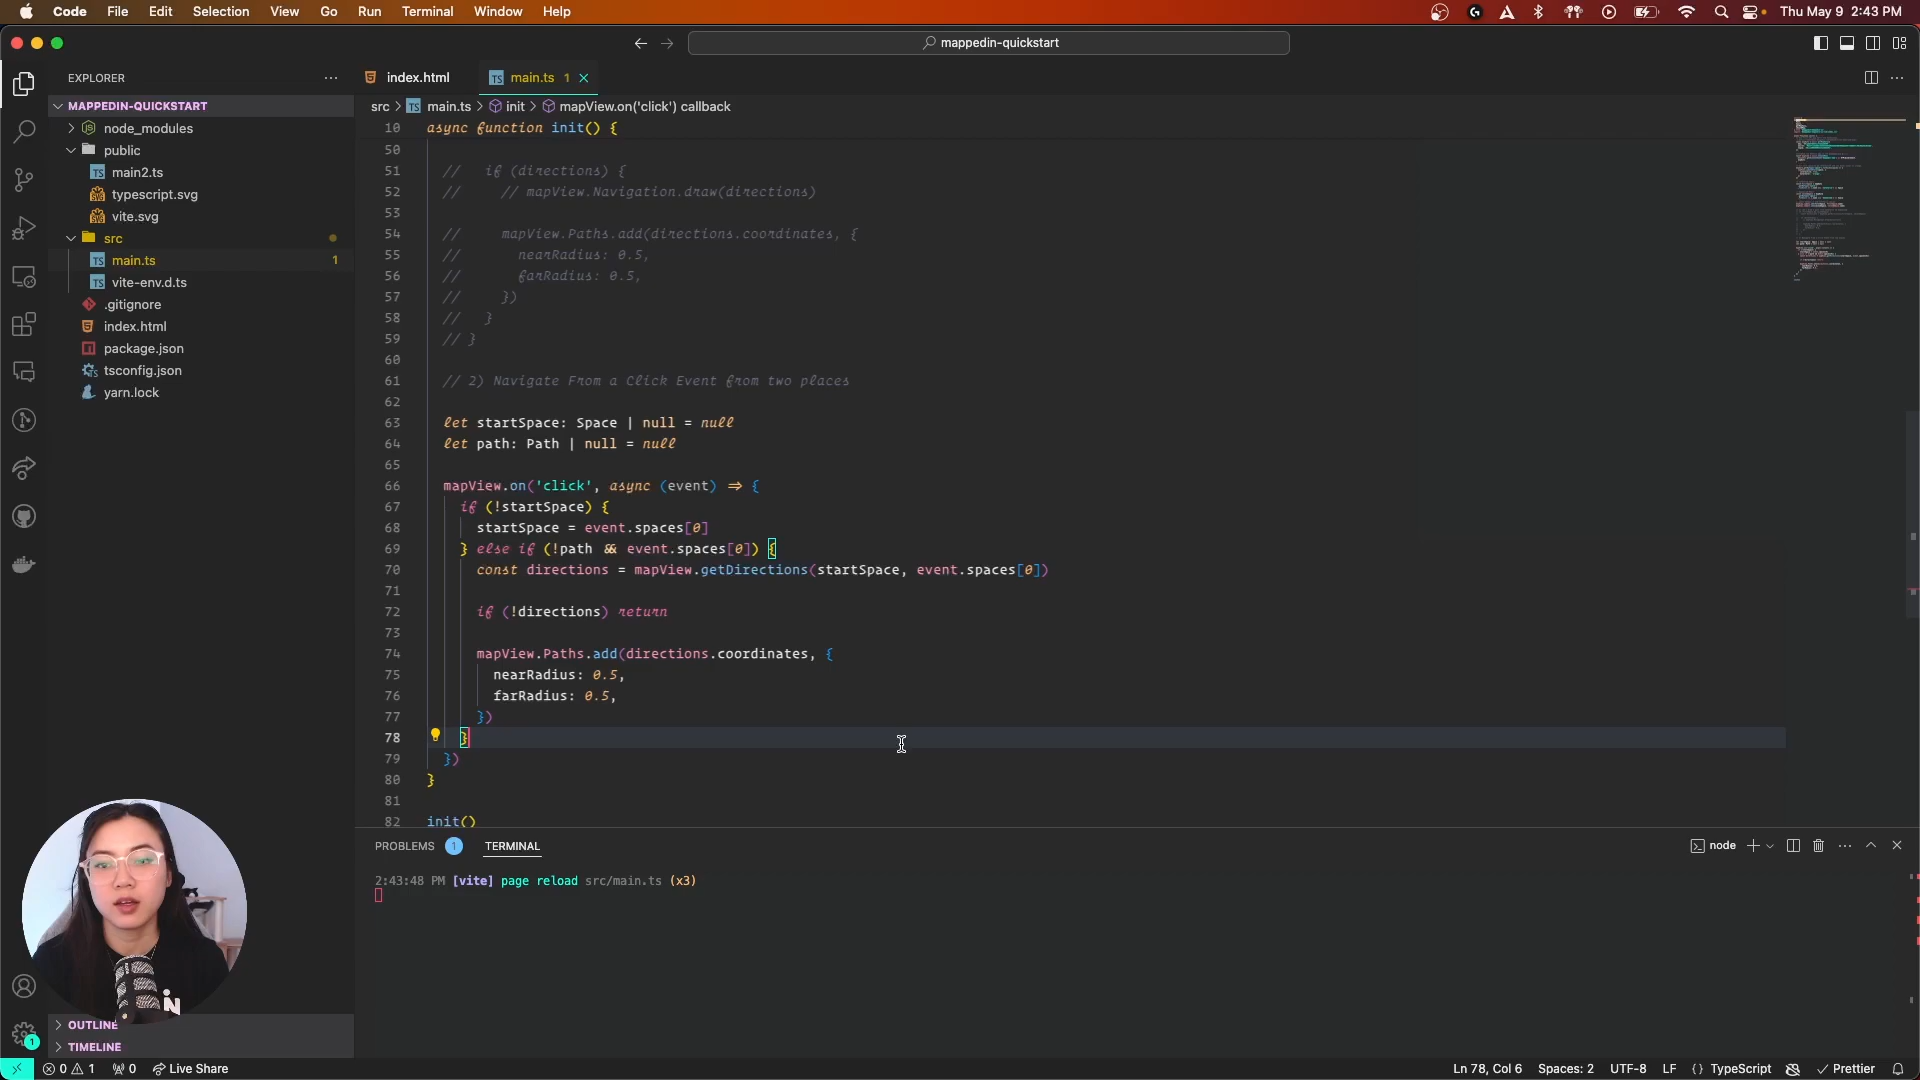 Code File Edit Selection View Go Run Terminal Window Help Thu May 9 2:43 PM
mappedin-quickstart
EXPLORER
index.html
main.ts 1
MAPPEDIN-QUICKSTART
src > main.ts > init > mapView.on('click') callback
node_modules
public
main2.ts
typescript.svg
vite.svg
src
main.ts 1
vite-env.d.ts
.gitignore
index.html
package.json
tsconfig.json
yarn.lock
10 async function init() {
50
51 // if (directions) {
52 // // mapView.Navigation.draw(directions)
53
54 // mapView.Paths.add(directions.coordinates, {
55 // nearRadius: 0.5,
56 // farRadius: 0.5,
57 // })
58 // }
59 // }
60
61 // 2) Navigate From a Click Event from two places
62
63 let startSpace: Space | null = null
64 let path: Path | null = null
65
66 mapView.on('click', async (event) => {
67 if (!startSpace) {
68 startSpace = event.spaces[0]
69 } else if (!path && event.spaces[0]) {
70 const directions = mapView.getDirections(startSpace, event.spaces[0])
71
72 if (!directions) return
73
74 mapView.Paths.add(directions.coordinates, {
75 nearRadius: 0.5,
76 farRadius: 0.5,
77 })
78 }
79 })
80 }
81
82 init()
PROBLEMS 1 TERMINAL
node
2:43:48 PM [vite] page reload src/main.ts (x3)
OUTLINE
TIMELINE
1
0 1 0 Live Share
Ln 78, Col 6 Spaces: 2 UTF-8 LF {} TypeScript Prettier